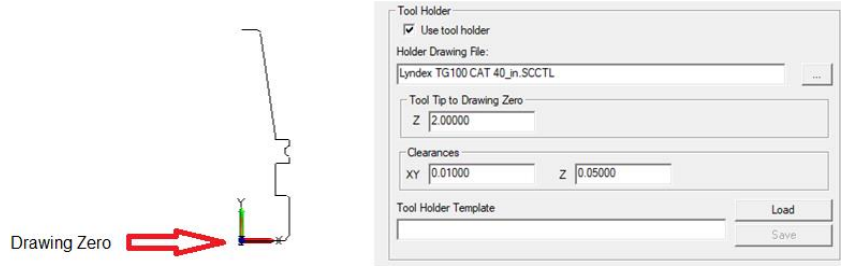 Tool Holder
Use tool holder
Holder Drawing File:
Lyndex TG100 CAT 40_in.SCCTL
...
Tool Tip to Drawing Zero
Z 2.00000
Clearances
XY 0.01000 Z 0.05000
Tool Holder Template
Load
Save
Y
X
Drawing Zero